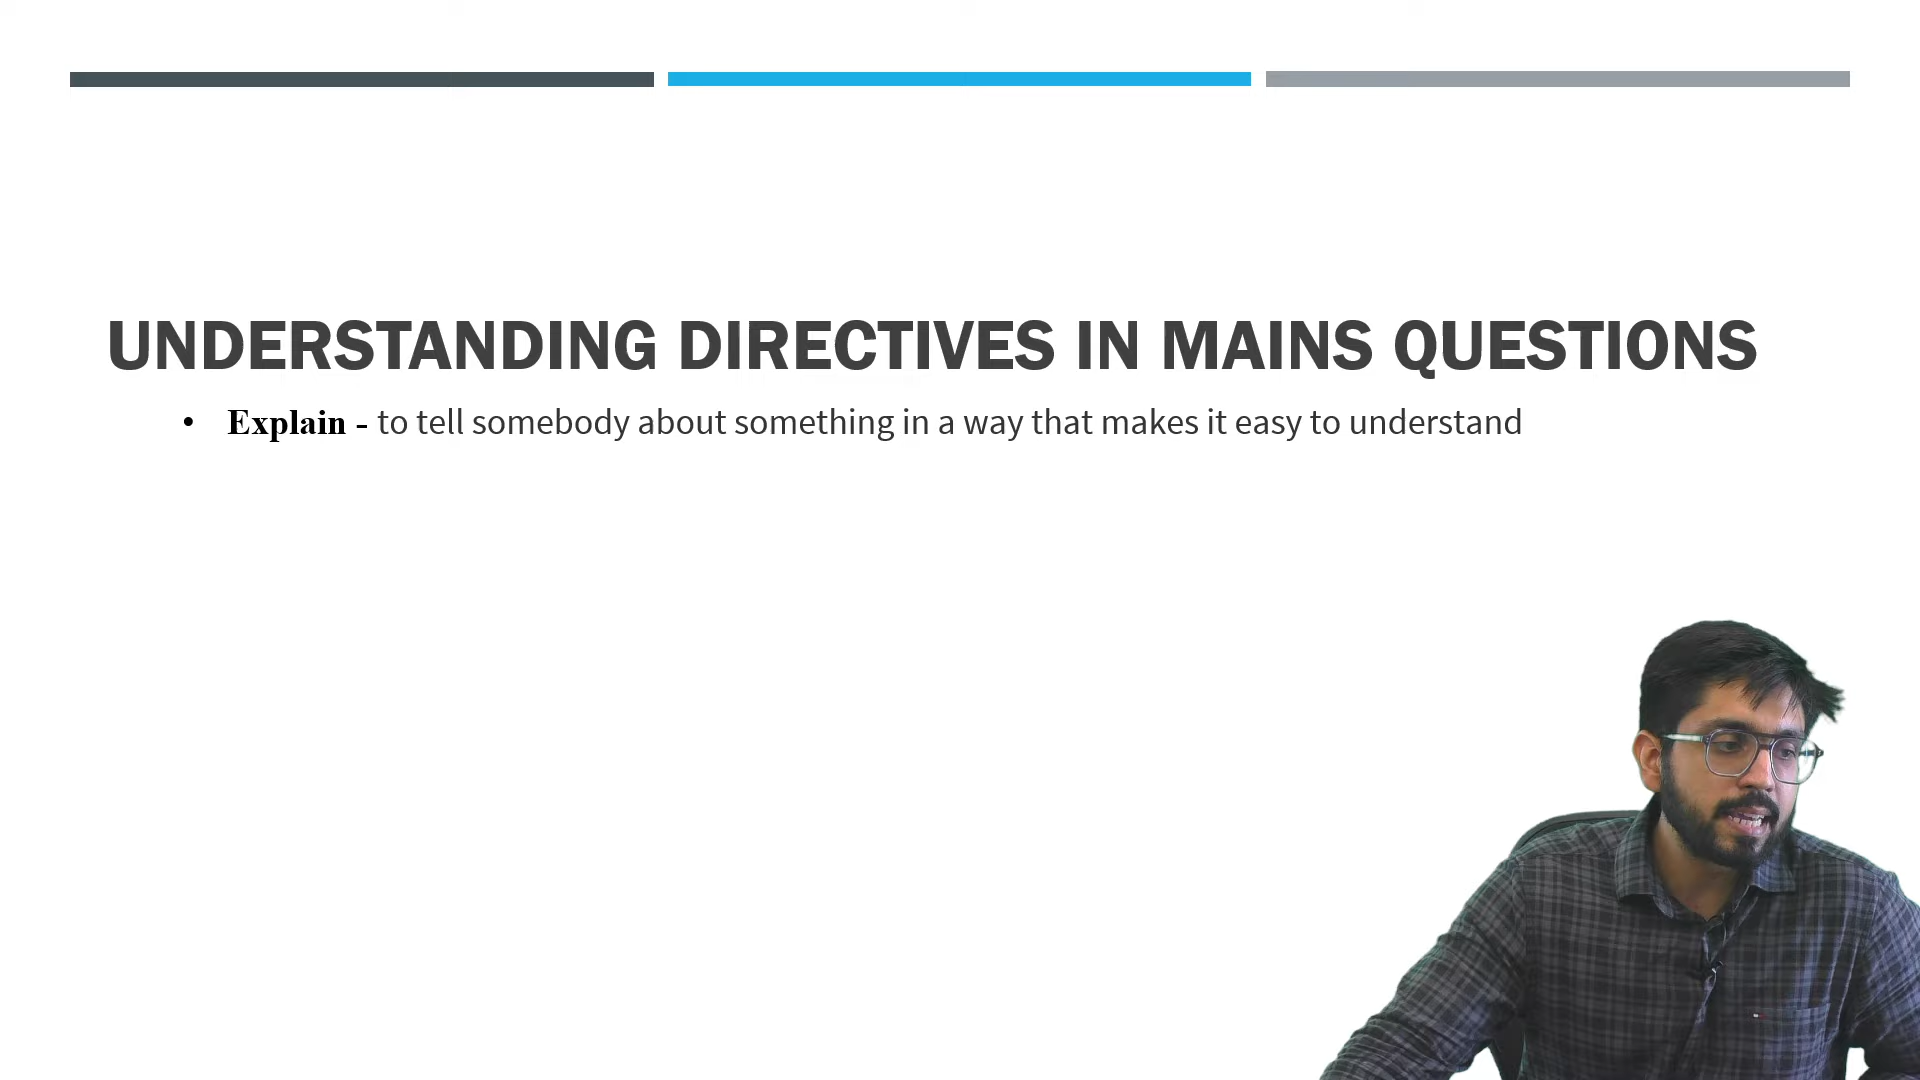 UNDERSTANDING DIRECTIVES IN MAINS QUESTIONS
• Explain - to tell somebody about something in a way that makes it easy to understand